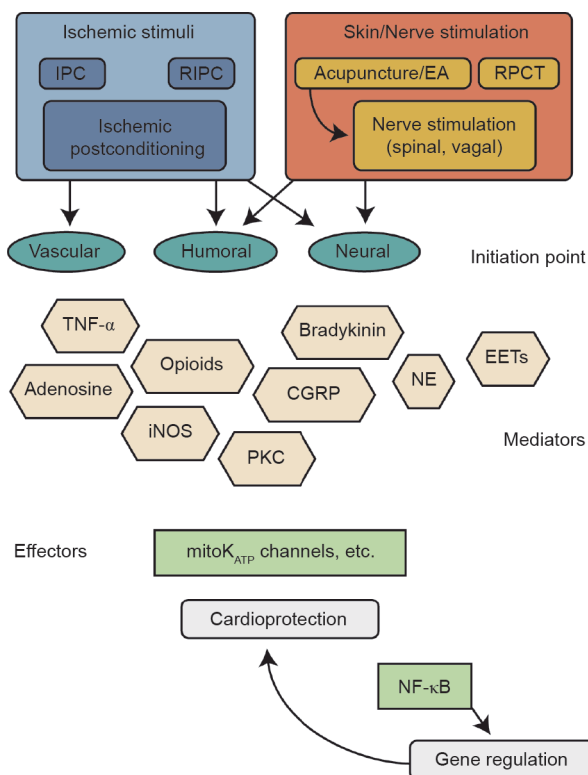 Ischemic stimuli
Skin/Nerve stimulation
IPC
RIPC
Acupuncture/EA
RPCT
Ischemic
postconditioning
Nerve stimulation
(spinal, vagal)
Vascular
Humoral
Neural
Initiation point
TNF-α
Bradykinin
Opioids
EETs
Adenosine
CGRP
NE
iNOS
PKC
Mediators
Effectors
mitoK_ATP channels, etc.
Cardioprotection
NF-κB
Gene regulation